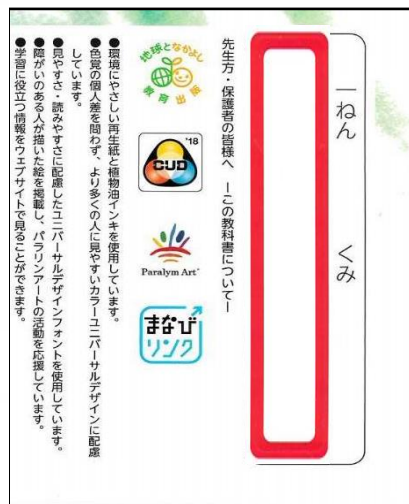 一ねん　くみ
先生方・保護者の皆様へ　ーこの教科書についてー
地球となかよし
教育出版
'18
CUD
Paralym Art
まなび
リンク
●環境にやさしい再生紙と植物油インキを使用しています。
●色覚の個人差を問わず、より多くの人に見やすいカラーユニバーサルデザインに配慮
しています。
●見やすさ・読みやすさに配慮したユニバーサルデザインフォントを使用しています。
●障がいのある人が描いた絵を掲載し、パラリンアートの活動を応援しています。
●学習に役立つ情報をウェブサイトで見ることができます。